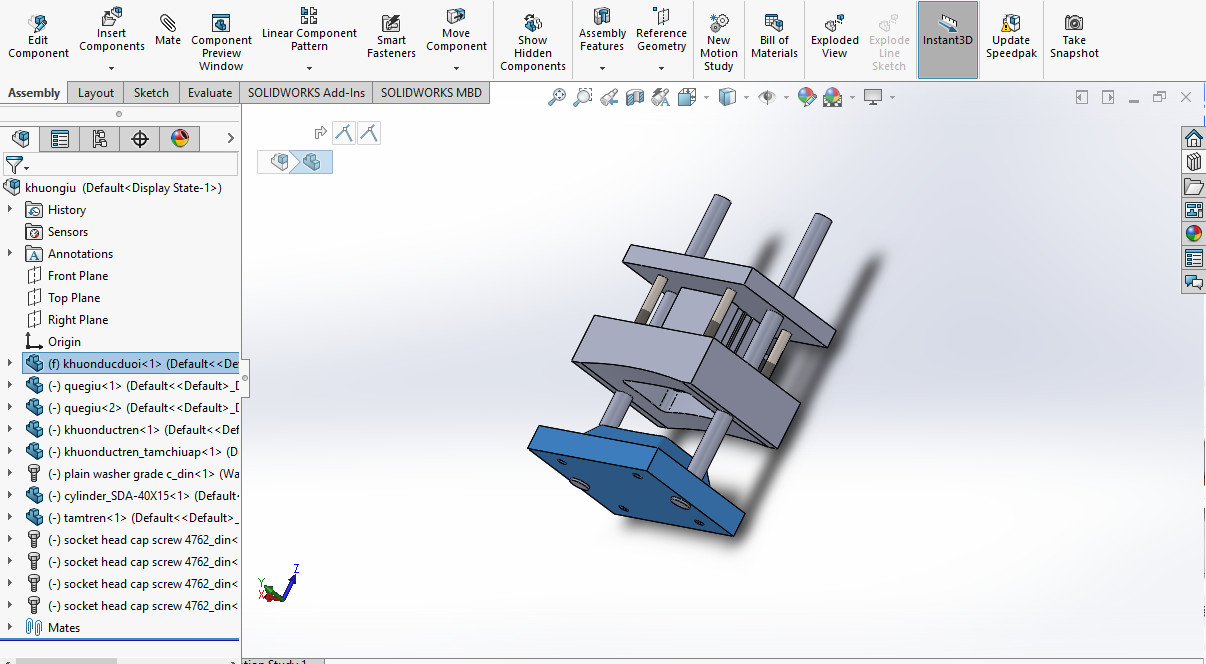 Edit
Component
Insert
Components
Mate
Component
Preview
Window
Linear Component
Pattern
Smart
Fasteners
Move
Component
Show
Hidden
Components
Assembly
Features
Reference
Geometry
New
Motion
Study
Bill of
Materials
Exploded
View
Explode
Line
Sketch
Instant3D
Update
Speedpak
Take
Snapshot
Assembly Layout Sketch Evaluate SOLIDWORKS Add-Ins SOLIDWORKS MBD
khuongiu (Default<Display State-1>)
History
Sensors
A Annotations
Front Plane
Top Plane
Right Plane
Origin
(f) khuonducduoi<1> (Default<<De
(-) quegiu<1> (Default<<Default>_D
(-) quegiu<2> (Default<<Default>_D
(-) khuonductren<1> (Default<<Def
(-) khuonductren_tamchiuap<1> (D
(-) plain washer grade c_din<1> (Wa
(-) cylinder_SDA-40X15<1> (Default<
(-) tamtren<1> (Default<<Default>_
(-) socket head cap screw 4762_din<
(-) socket head cap screw 4762_din<
(-) socket head cap screw 4762_din<
(-) socket head cap screw 4762_din<
Mates
Z
Y
X
tion Study 1